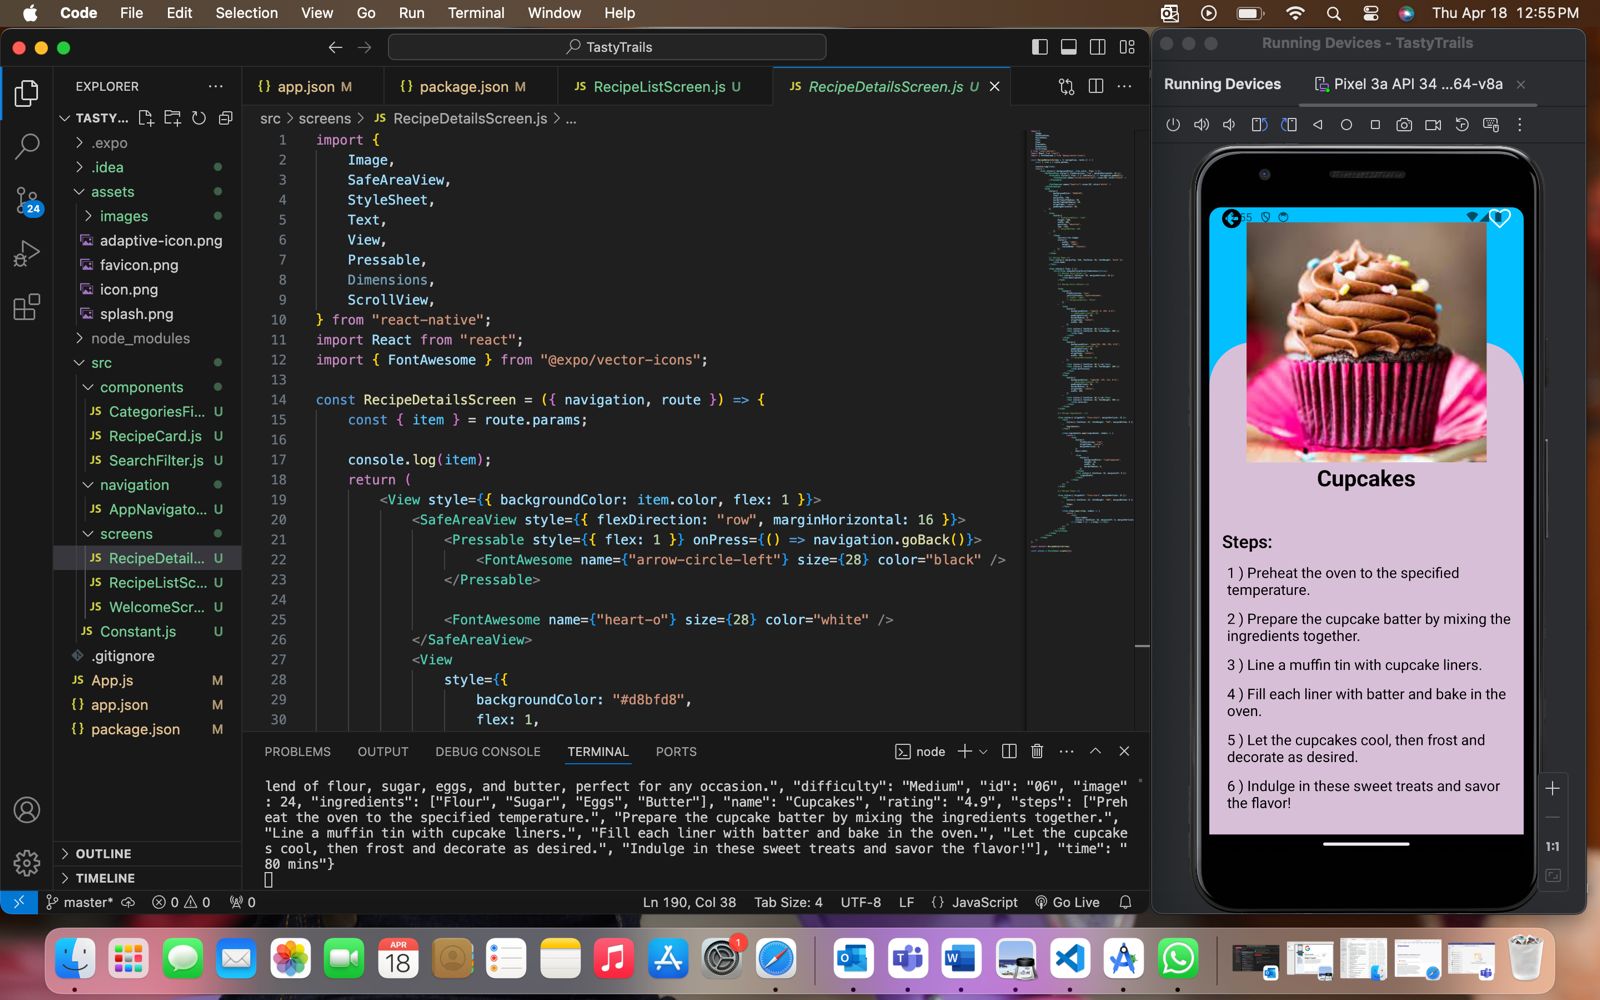 Code File Edit Selection View Go Run Terminal Window Help Thu Apr 18 12:55 PM
TastyTrails
EXPLORER
TASTY...
.expo
.idea
assets
images
adaptive-icon.png
favicon.png
icon.png
splash.png
node_modules
src
components
JS CategoriesFi... U
JS RecipeCard.js U
JS SearchFilter.js U
navigation
JS AppNavigato... U
screens
JS RecipeDetail... U
JS RecipeListSc... U
JS WelcomeScr... U
JS Constant.js U
.gitignore
JS App.js M
{} app.json M
{} package.json M
OUTLINE
TIMELINE
24
{} app.json M {} package.json M JS RecipeListScreen.js U JS RecipeDetailsScreen.js U
src > screens > JS RecipeDetailsScreen.js > ...
1 import {
2 Image,
3 SafeAreaView,
4 StyleSheet,
5 Text,
6 View,
7 Pressable,
8 Dimensions,
9 ScrollView,
10 } from "react-native";
11 import React from "react";
12 import { FontAwesome } from "@expo/vector-icons";
13
14 const RecipeDetailsScreen = ({ navigation, route }) => {
15 const { item } = route.params;
16
17 console.log(item);
18 return (
19 <View style={{ backgroundColor: item.color, flex: 1 }}>
20 <SafeAreaView style={{ flexDirection: "row", marginHorizontal: 16 }}>
21 <Pressable style={{ flex: 1 }} onPress={() => navigation.goBack()}>
22 <FontAwesome name={"arrow-circle-left"} size={28} color="black" />
23 </Pressable>
24
25 <FontAwesome name={"heart-o"} size={28} color="white" />
26 </SafeAreaView>
27 <View
28 style={{
29 backgroundColor: "#d8bfd8",
30 flex: 1,
PROBLEMS OUTPUT DEBUG CONSOLE TERMINAL PORTS node
lend of flour, sugar, eggs, and butter, perfect for any occasion.", "difficulty": "Medium", "id": "06", "image"
: 24, "ingredients": ["Flour", "Sugar", "Eggs", "Butter"], "name": "Cupcakes", "rating": "4.9", "steps": ["Preh
eat the oven to the specified temperature.", "Prepare the cupcake batter by mixing the ingredients together.",
"Line a muffin tin with cupcake liners.", "Fill each liner with batter and bake in the oven.", "Let the cupcake
s cool, then frost and decorate as desired.", "Indulge in these sweet treats and savor the flavor!"], "time": "
80 mins"}
master* 0 0 0 Ln 190, Col 38 Tab Size: 4 UTF-8 LF {} JavaScript Go Live
Running Devices - TastyTrails
Running Devices Pixel 3a API 34 ...64-v8a
55
Cupcakes
Steps:
1 ) Preheat the oven to the specified
temperature.
2 ) Prepare the cupcake batter by mixing the
ingredients together.
3 ) Line a muffin tin with cupcake liners.
4 ) Fill each liner with batter and bake in the
oven.
5 ) Let the cupcakes cool, then frost and
decorate as desired.
6 ) Indulge in these sweet treats and savor
the flavor!
1:1
APR
18
1